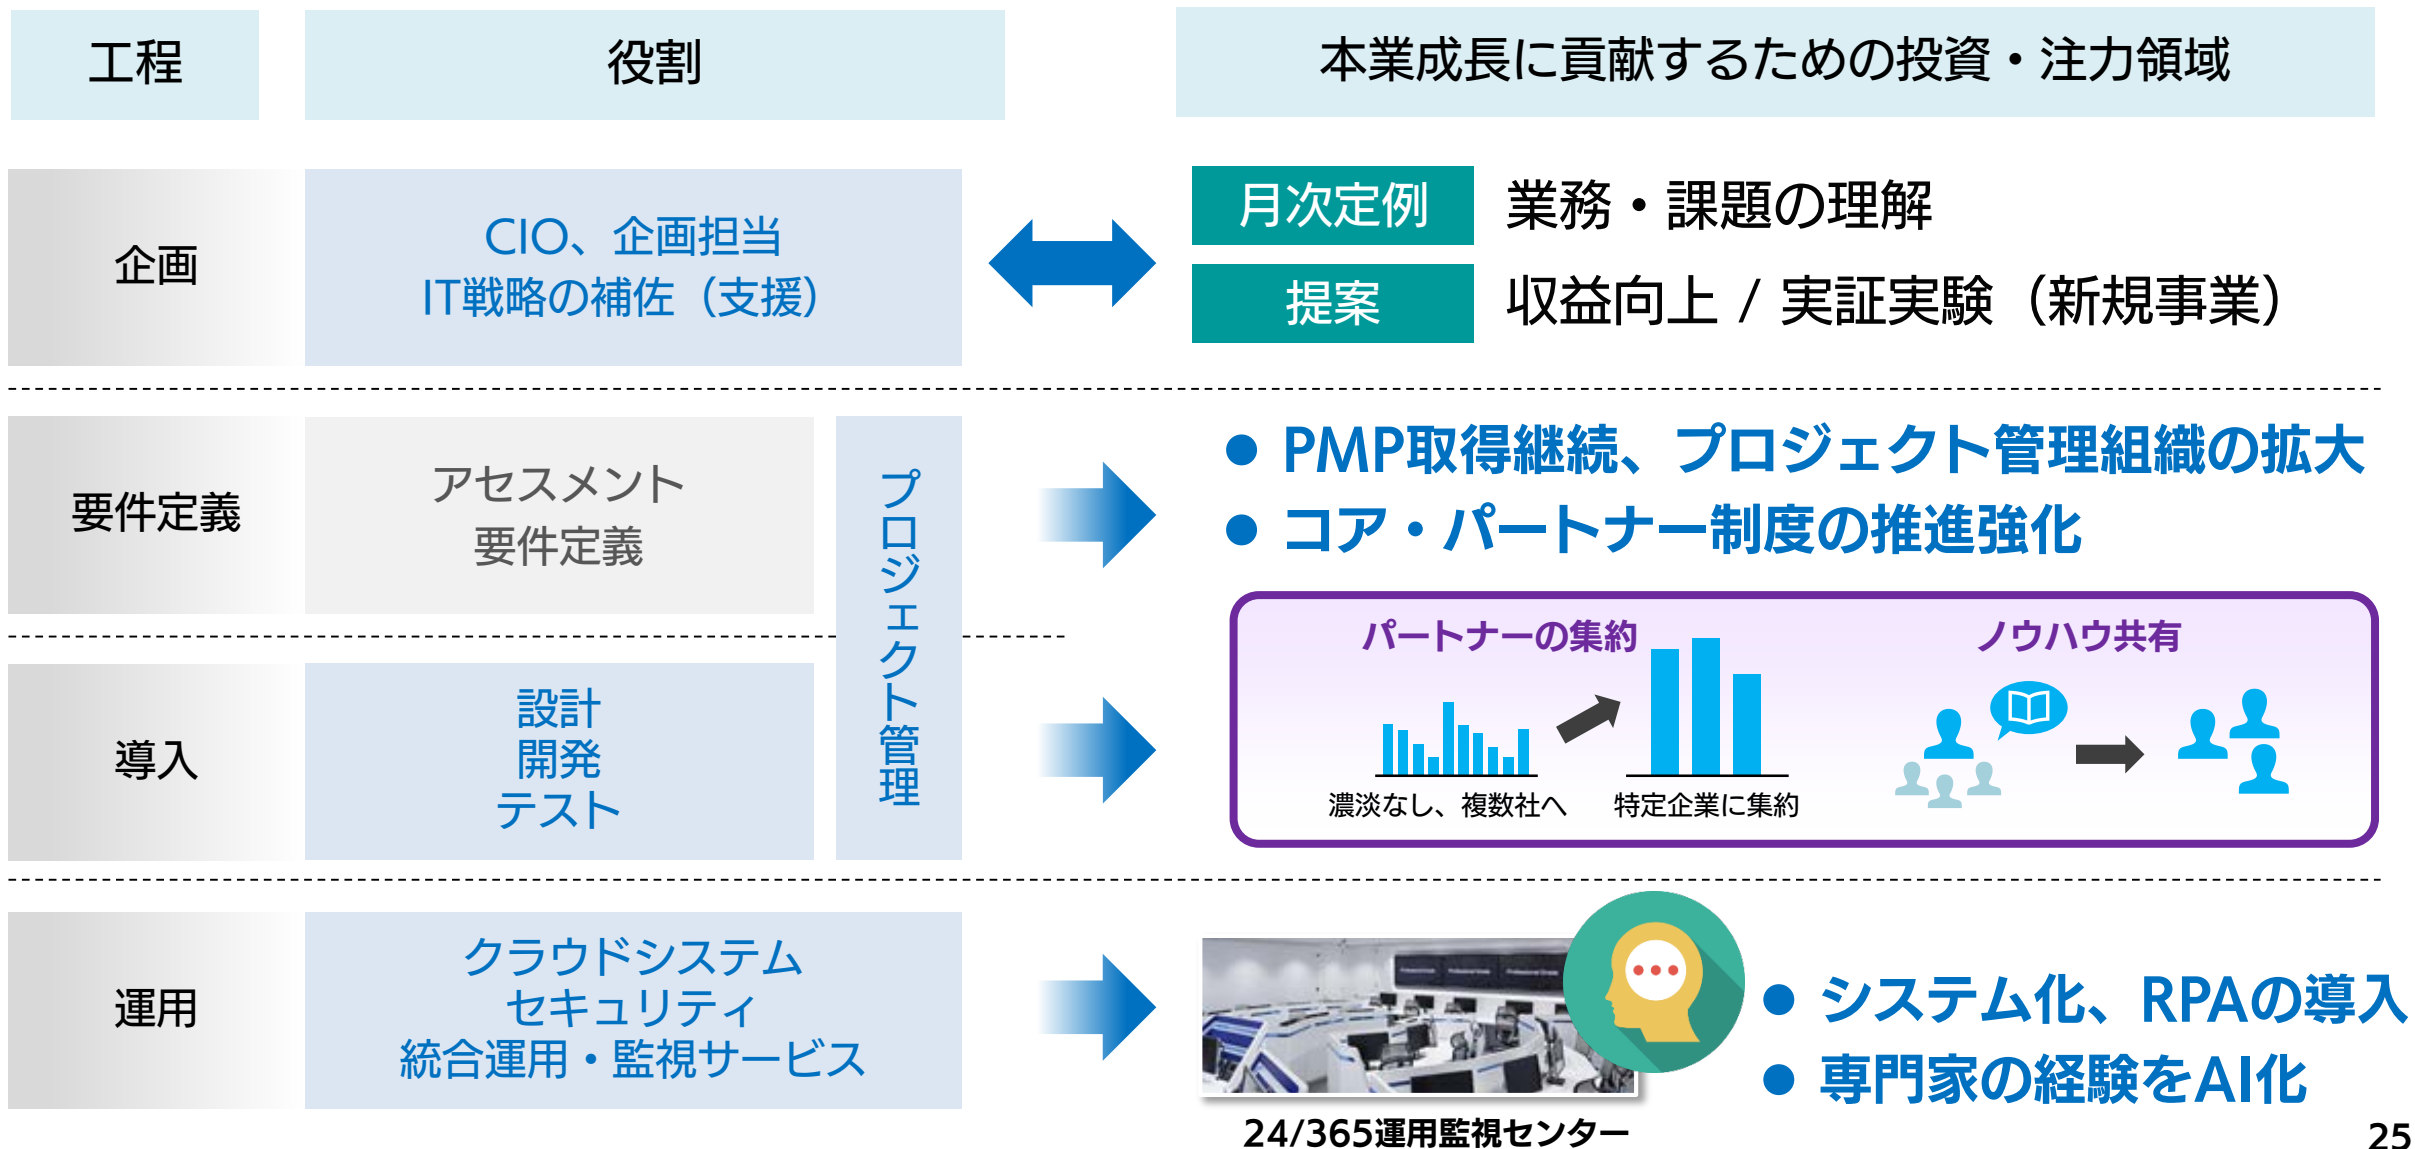 工程
役割
本業成長に貢献するための投資・注力領域
企画
CIO、企画担当
IT戦略の補佐（支援）
月次定例
業務・課題の理解
提案
収益向上 / 実証実験（新規事業）
要件定義
アセスメント
要件定義
プロジェクト管理
● PMP取得継続、プロジェクト管理組織の拡大
● コア・パートナー制度の推進強化
導入
設計
開発
テスト
パートナーの集約
ノウハウ共有
濃淡なし、複数社へ
特定企業に集約
運用
クラウドシステム
セキュリティ
統合運用・監視サービス
24/365運用監視センター
● システム化、RPAの導入
● 専門家の経験をAI化
25